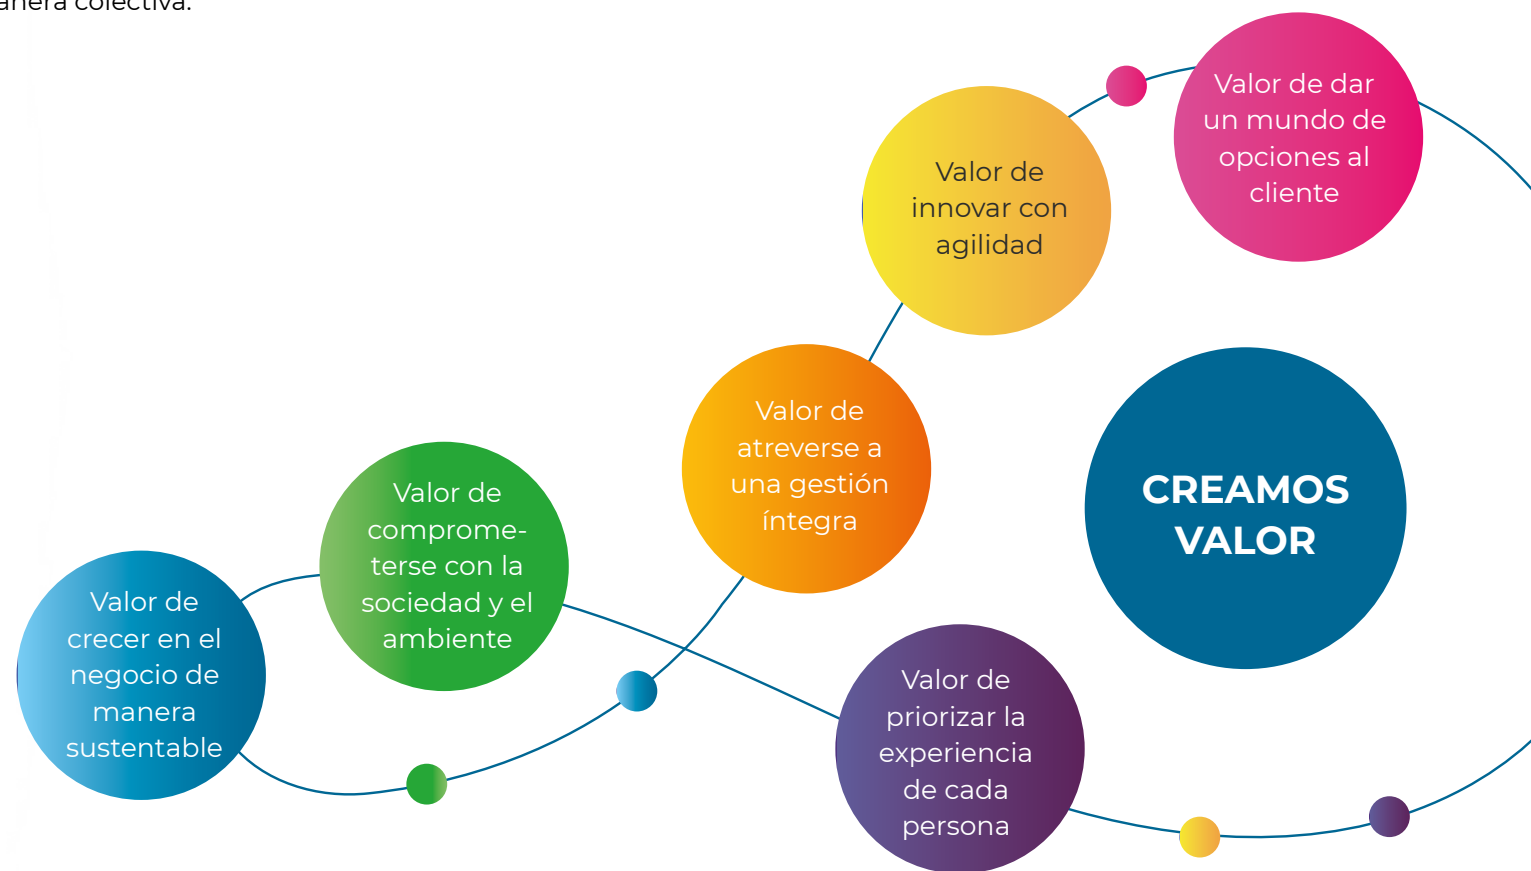 anera colectiva.
Valor de dar
un mundo de
opciones al
cliente
Valor de
innovar con
agilidad
Valor de
atreverse a
una gestión
íntegra
CREAMOS
VALOR
Valor de
comprome-
terse con la
sociedad y el
ambiente
Valor de
crecer en el
negocio de
manera
sustentable
Valor de
priorizar la
experiencia
de cada
persona